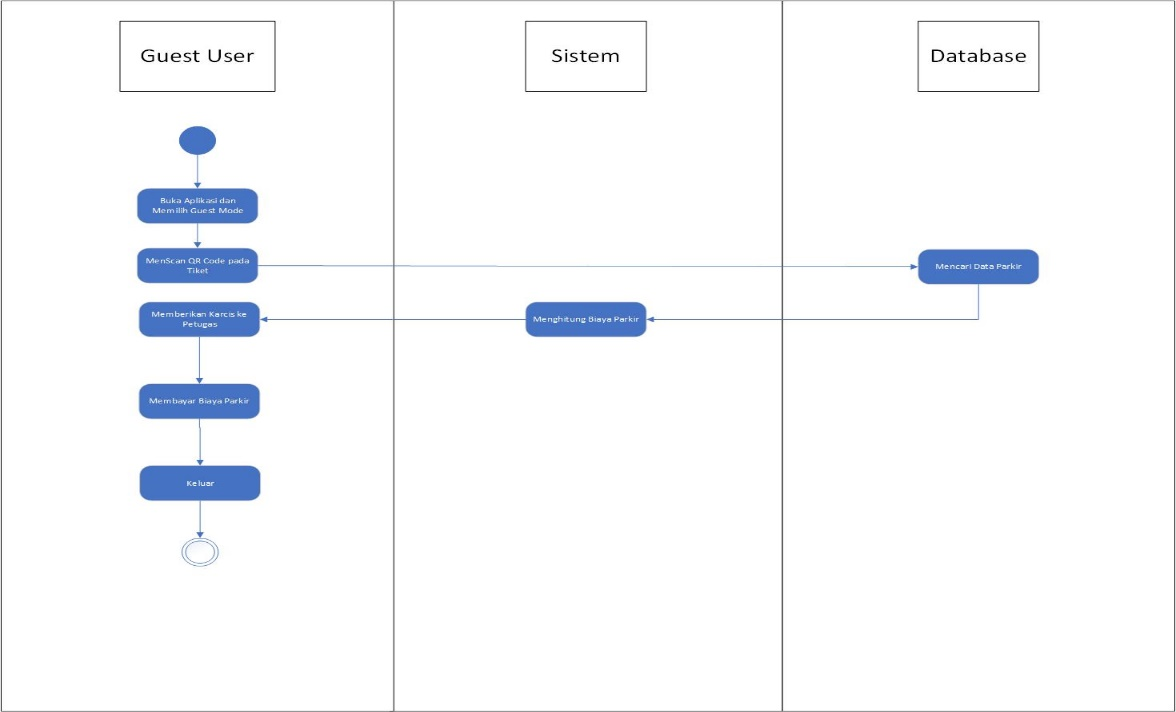 Guest User
Sistem
Database
Buka Aplikasi dan
Memilih Guest Mode
MenScan QR Code pada
Tiket
Mencari Data Parkir
Memberikan Karcis ke
Petugas
Menghitung Biaya Parkir
Membayar Biaya Parkir
Keluar